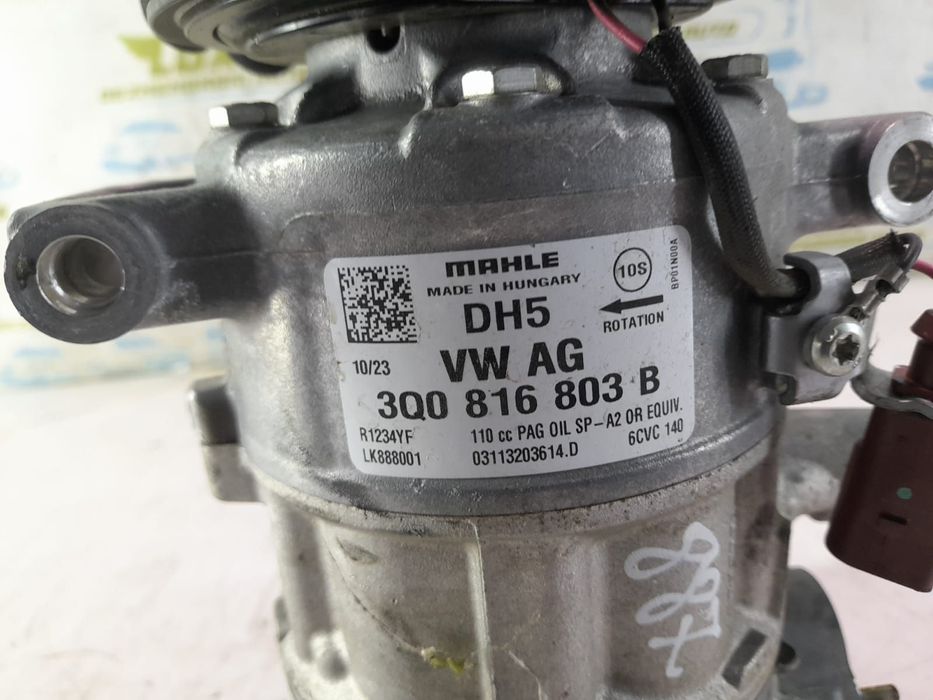 MAHLE
MADE IN HUNGARY
10S
DH5
ROTATION
BP01N00A
10/23
VW AG
3Q0 816 803 B
R1234YF
110 cc PAG OIL SP-A2 OR EQUIV.
LK888001
03113203614.D
6CVC 140